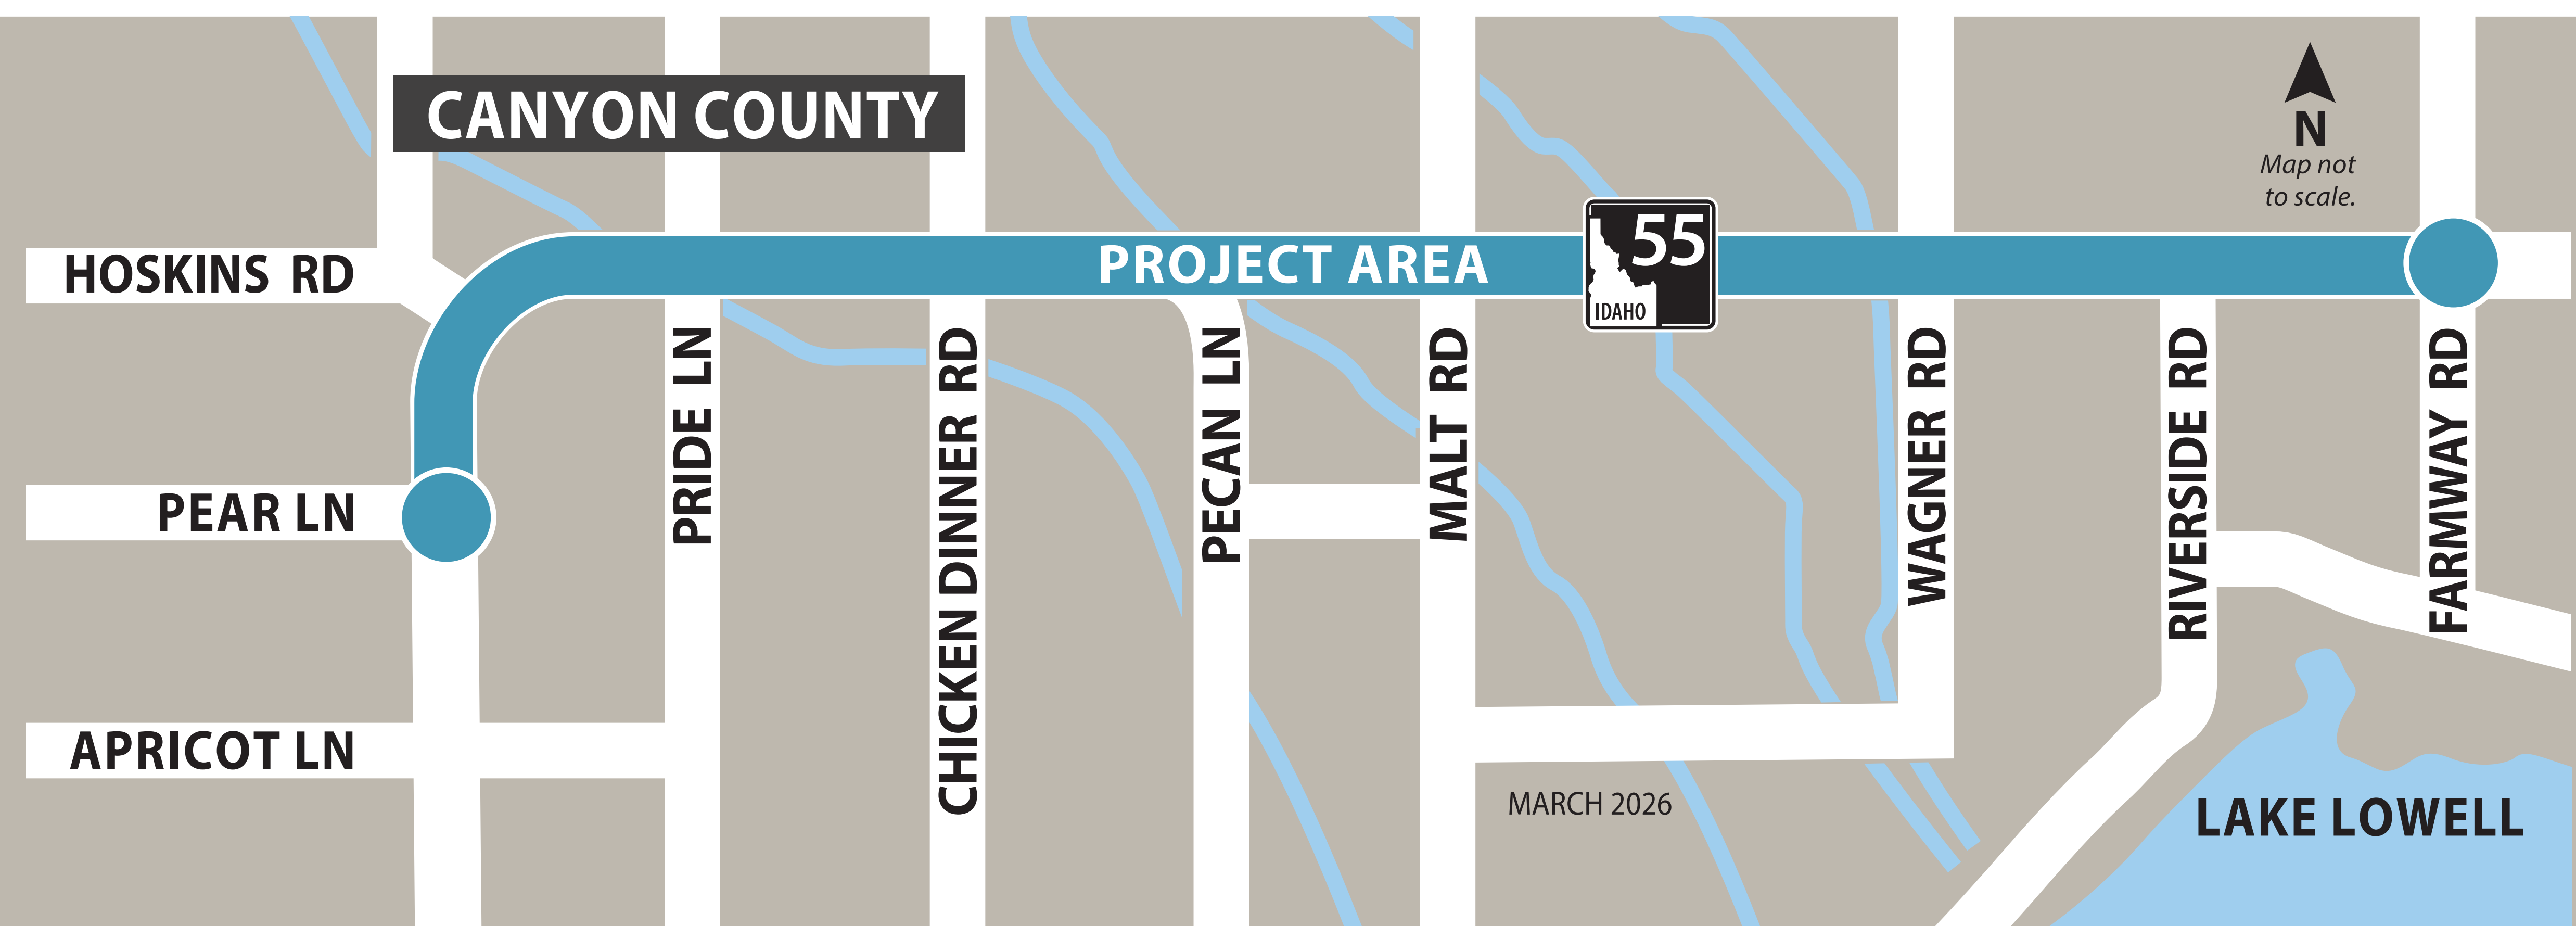 CANYON COUNTY
N
Map not
to scale.
55
IDAHO
PROJECT AREA
HOSKINS RD
PEAR LN
APRICOT LN
PRIDE LN
CHICKEN DINNER RD
PECAN LN
MALT RD
WAGNER RD
RIVERSIDE RD
FARMWAY RD
MARCH 2026
LAKE LOWELL